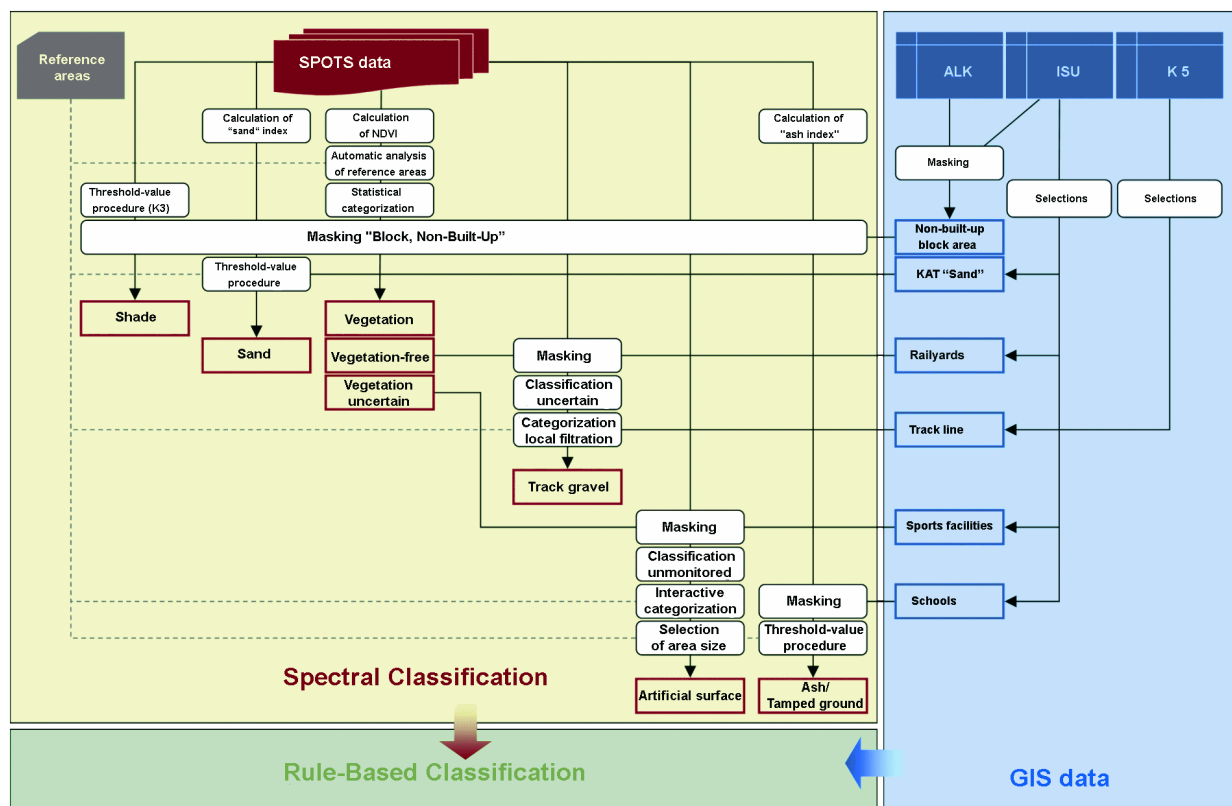 Reference
areas
SPOTS data
ALK
ISU
K 5
Calculation of
"sand" index
Calculation
of NDVI
Calculation of
"ash index"
Automatic analysis
of reference areas
Masking
Threshold-value
procedure (K3)
Statistical
categorization
Selections
Selections
Masking "Block, Non-Built-Up”
Non-built-up
block area
Threshold-value
procedure
KAT “Sand”
Shade
Vegetation
Sand
Vegetation-free
Masking
Railyards
Vegetation
uncertain
Classification
uncertain
Categorization
local filtration
Track line
Track gravel
Masking
Sports facilities
Classification
unmonitored
Interactive
categorization
Masking
Schools
Selection
of area size
Threshold-value
procedure
Spectral Classification
Artificial surface
Ash/
Tamped ground
Rule-Based Classification
GIS data